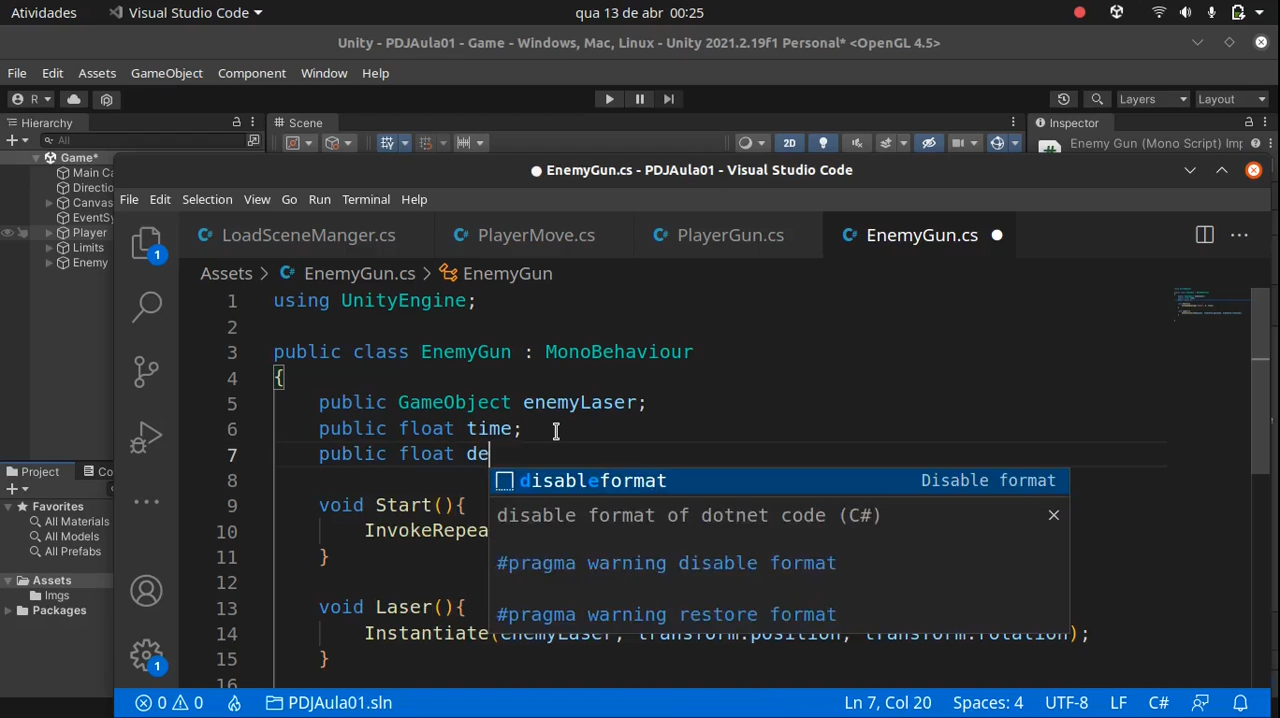 Atividades Visual Studio Code qua 13 de abr 00:25
Unity - PDJAula01 - Game - Windows, Mac, Linux - Unity 2021.2.19f1 Personal* <OpenGL 4.5>
File Edit Assets GameObject Component Window Help
R Layers Layout
Hierarchy Scene Inspector
All 2D Enemy Gun (Mono Script) Imp
Game*
Main Ca
Directio
Canvas
EventSy
Player
Limits
Enemy
EnemyGun.cs - PDJAula01 - Visual Studio Code
File Edit Selection View Go Run Terminal Help
1 LoadSceneManger.cs PlayerMove.cs PlayerGun.cs EnemyGun.cs
Assets > EnemyGun.cs > EnemyGun
1 using UnityEngine;
2
3 public class EnemyGun : MonoBehaviour
4 {
5 public GameObject enemyLaser;
6 public float time;
7 public float de
8 disableformat Disable format
9 void Start(){ disable format of dotnet code (C#)
10 InvokeRepea
11 } #pragma warning disable format
12
13 void Laser(){ #pragma warning restore format
14 Instantiate(enemyLaser, transform.position, transform.rotation);
15 }
16
Project Co
Favorites
All Materials
All Models
All Prefabs
Assets
Imgs
Packages
1
0 0 PDJAula01.sln Ln 7, Col 20 Spaces: 4 UTF-8 LF C#